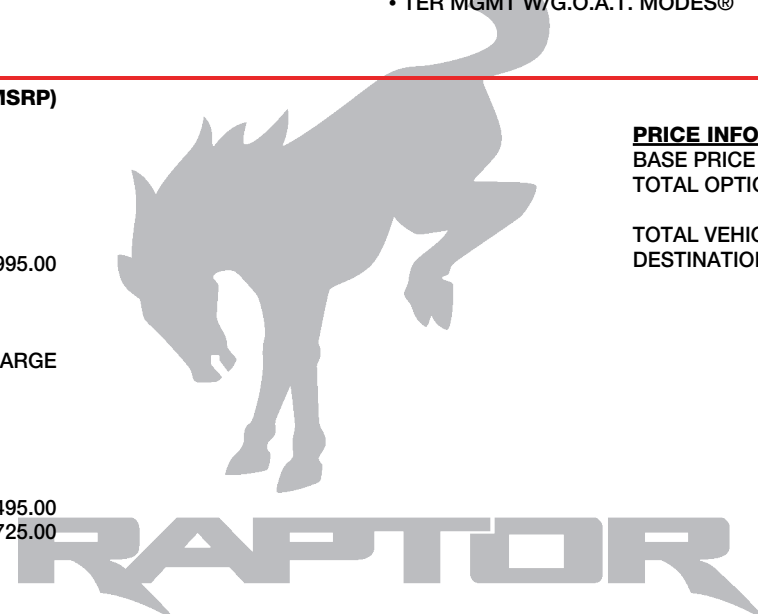 • TER MGMT W/G.O.A.T. MODES®
MSRP)
995.00
ARGE
495.00
725.00
PRICE INFO
BASE PRICE
TOTAL OPTIO
TOTAL VEHIC
DESTINATION
RAPTOR